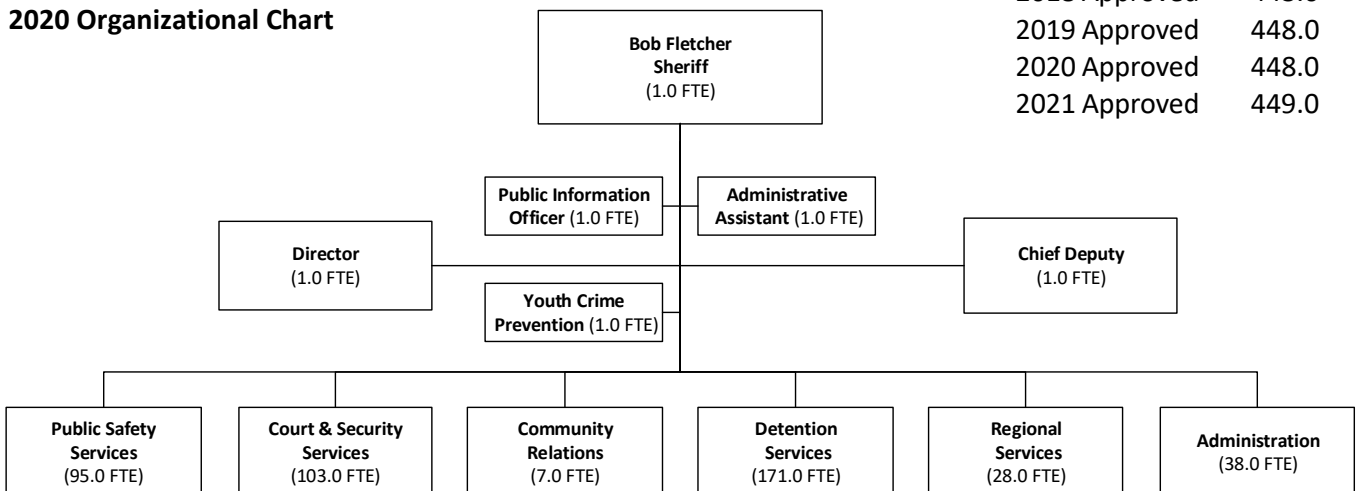 2020 Organizational Chart
2019 Approved 448.0
2020 Approved 448.0
2021 Approved 449.0
Bob Fletcher
Sheriff
(1.0 FTE)
Public Information
Officer (1.0 FTE)
Administrative
Assistant (1.0 FTE)
Director
(1.0 FTE)
Chief Deputy
(1.0 FTE)
Youth Crime
Prevention (1.0 FTE)
Public Safety
Services
(95.0 FTE)
Court & Security
Services
(103.0 FTE)
Community
Relations
(7.0 FTE)
Detention
Services
(171.0 FTE)
Regional
Services
(28.0 FTE)
Administration
(38.0 FTE)